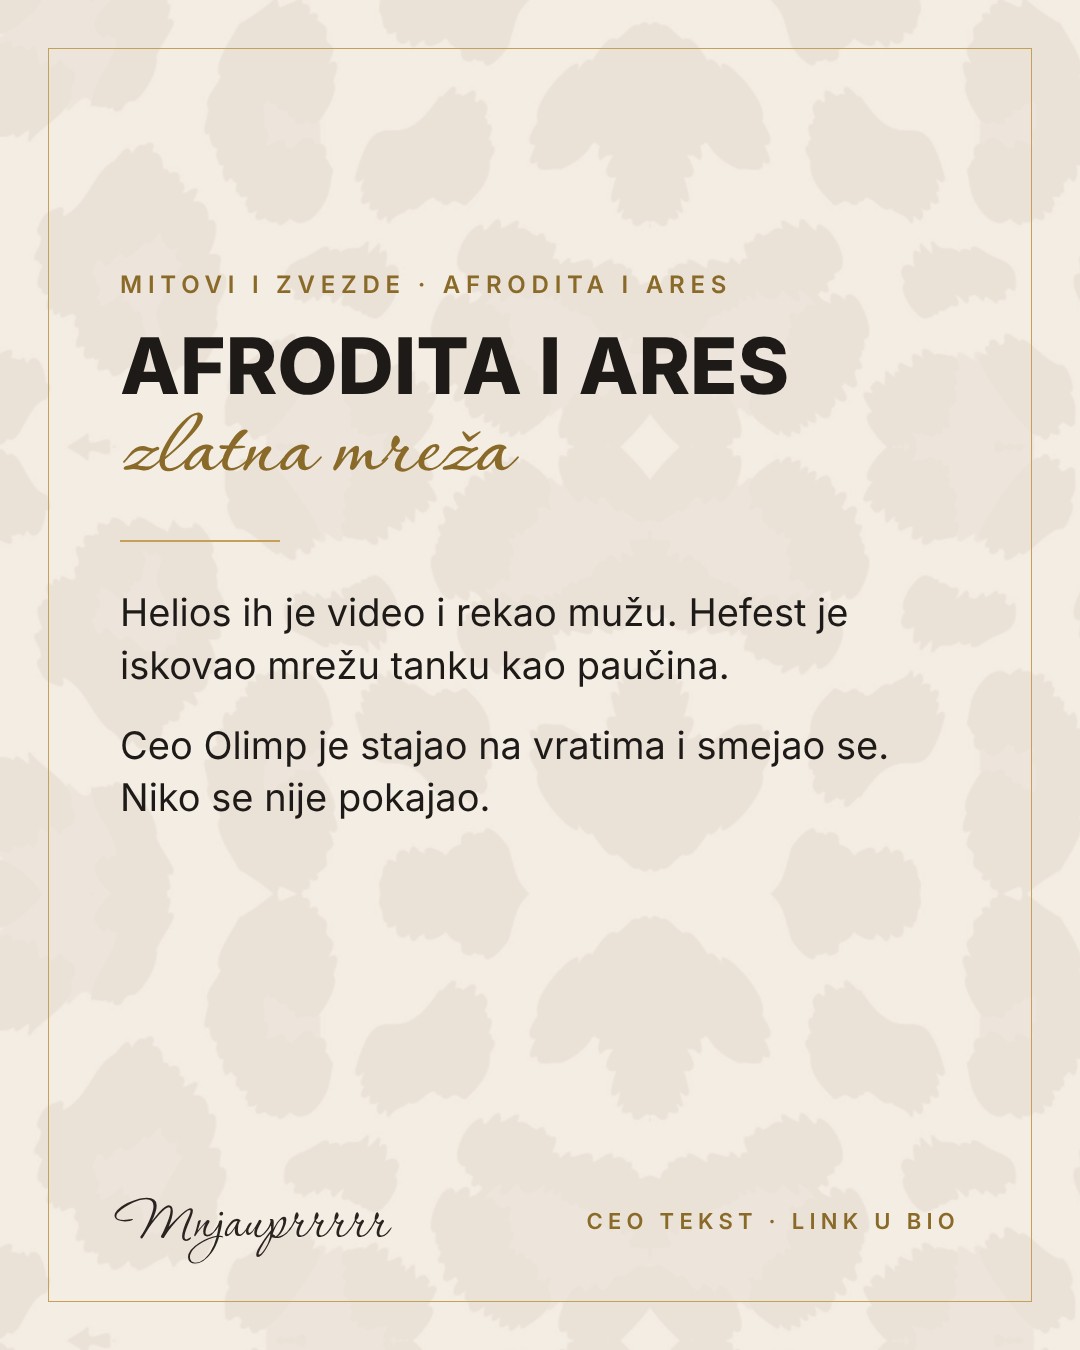 MITOVI I ZVEZDE · AFRODITA I ARES
AFRODITA I ARES
zlatna mreža
Helios ih je video i rekao mužu. Hefest je
iskovao mrežu tanku kao paučina.
Ceo Olimp je stajao na vratima i smejao se.
Niko se nije pokajao.
Mnjauprrrrr
CEO TEKST · LINK U BIO